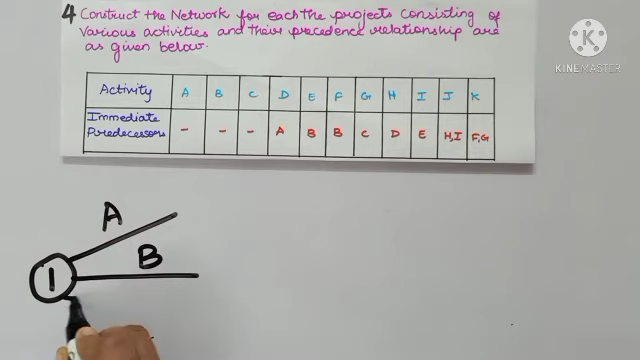 4 Construct the Network for each the projects consisting of
various activities and their precedence relationship are
as given below.
Activity A B C D E F G H I J K
Immediate
Predecessors - - - A B B C D E H,I F,G
A
B
1
KINEMASTER